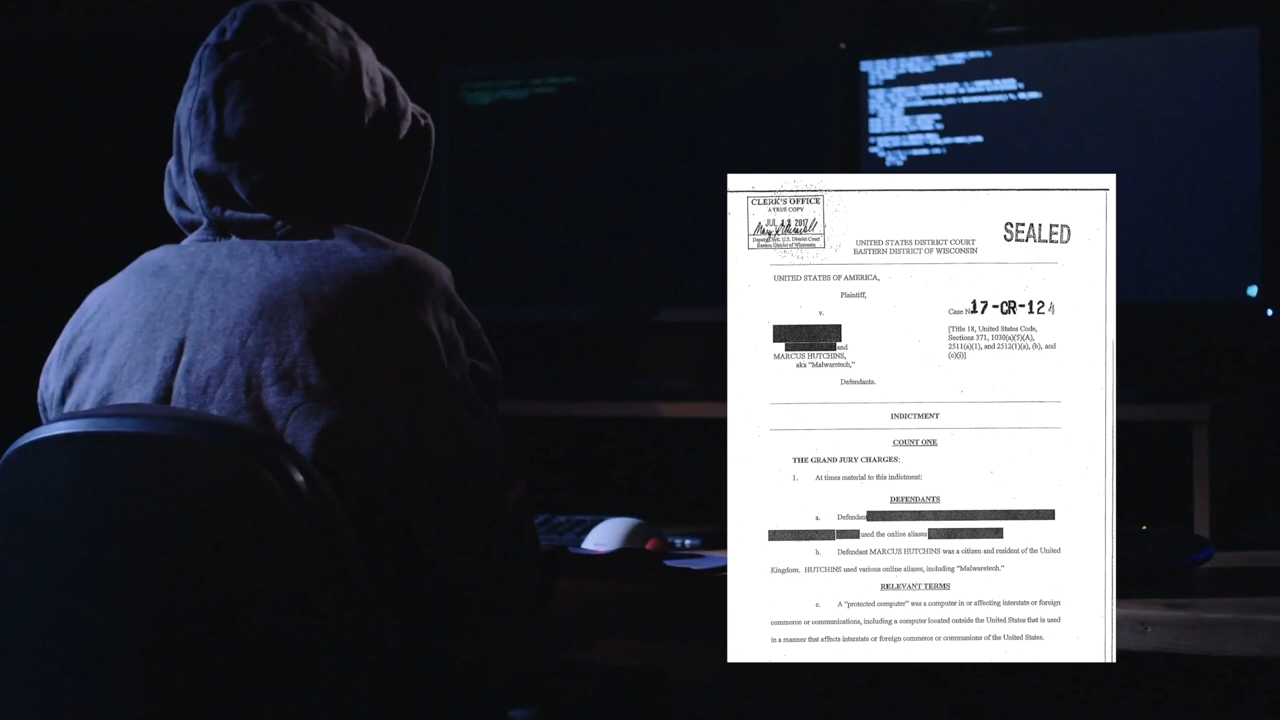 CLERK'S OFFICE
A TRUE COPY
JUL 12 2017
Deputy Clerk, U.S. District Court
Eastern District of Wisconsin
SEALED
UNITED STATES DISTRICT COURT
EASTERN DISTRICT OF WISCONSIN
UNITED STATES OF AMERICA,
Plaintiff,
v.
and
MARCUS HUTCHINS,
aka "Malwaretech,"
Defendants.
Case N 17-CR-124
[Title 18, United States Code,
Sections 371, 1030(a)(5)(A),
2511(a)(1), and 2512(1)(a), (b), and
(c)(i)]
INDICTMENT
COUNT ONE
THE GRAND JURY CHARGES:
1. At times material to this indictment:
DEFENDANTS
a. Defendan
used the online aliases
b. Defendant MARCUS HUTCHINS was a citizen and resident of the United
Kingdom. HUTCHINS used various online aliases, including "Malwaretech."
RELEVANT TERMS
c. A "protected computer" was a computer in or affecting interstate or foreign
commerce or communications, including a computer located outside the United States that is used
in a manner that affects interstate or foreign commerce or communions of the United States.